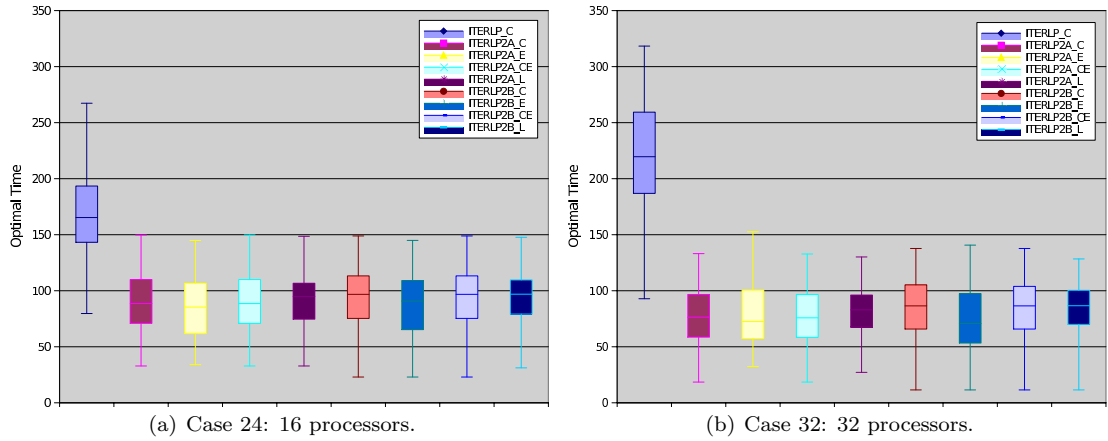 350
300
250
200
150
100
50
0
Optimal Time
ITERLP_C
ITERLP2A_C
ITERLP2A_E
ITERLP2A_CE
ITERLP2A_L
ITERLP2B_C
ITERLP2B_E
ITERLP2B_CE
ITERLP2B_L
(a) Case 24: 16 processors.
350
300
250
200
150
100
50
0
Optimal Time
ITERLP_C
ITERLP2A_C
ITERLP2A_E
ITERLP2A_CE
ITERLP2A_L
ITERLP2B_C
ITERLP2B_E
ITERLP2B_CE
ITERLP2B_L
(b) Case 32: 32 processors.